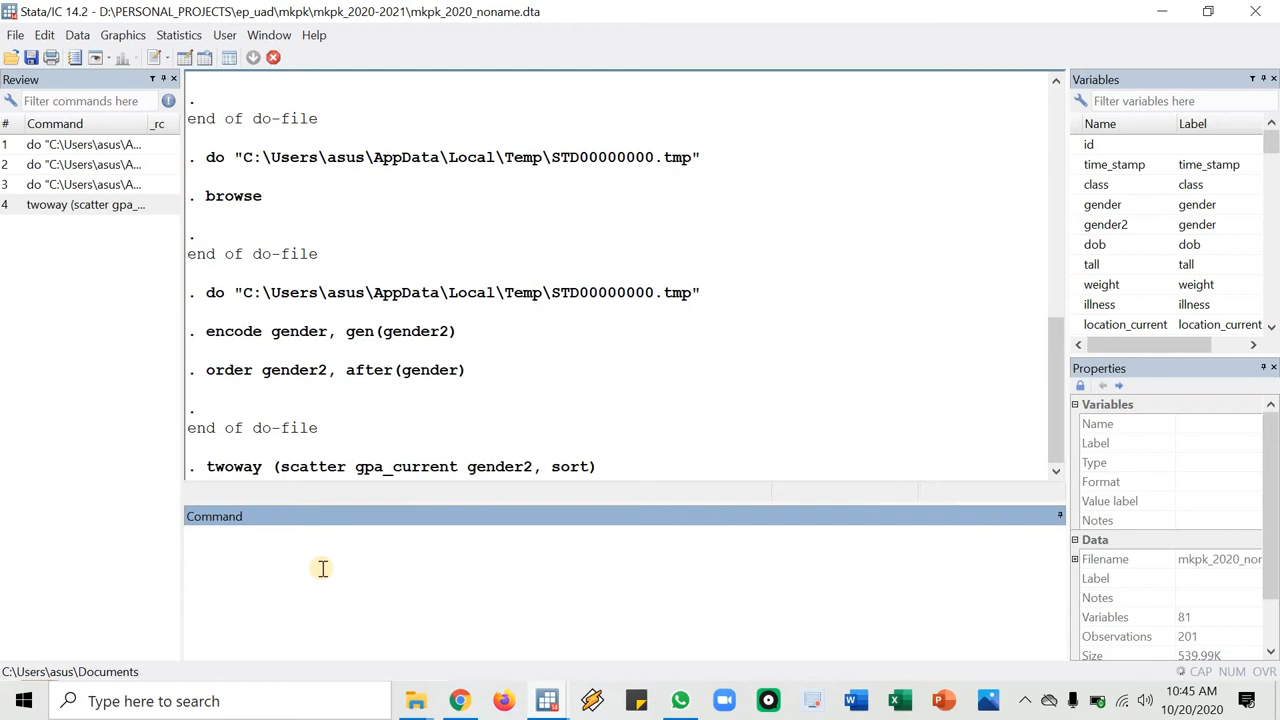 Stata/IC 14.2 - D:\PERSONAL_PROJECTS\ep_uad\mkpk\mkpk_2020-2021\mkpk_2020_noname.dta
File Edit Data Graphics Statistics User Window Help
Review
Filter commands here
# Command _rc
1 do "C:\Users\asus\A...
2 do "C:\Users\asus\A...
3 do "C:\Users\asus\A...
4 twoway (scatter gpa_...
.
end of do-file
. do "C:\Users\asus\AppData\Local\Temp\STD00000000.tmp"
. browse
.
end of do-file
. do "C:\Users\asus\AppData\Local\Temp\STD00000000.tmp"
. encode gender, gen(gender2)
. order gender2, after(gender)
.
end of do-file
. twoway (scatter gpa_current gender2, sort)
Command
Variables
Filter variables here
Name Label
id
time_stamp time_stamp
class class
gender gender
gender2 gender
dob dob
tall tall
weight weight
illness illness
location_current location_current
Properties
Variables
Name
Label
Type
Format
Value label
Notes
Data
Filename mkpk_2020_nor
Label
Notes
Variables 81
Observations 201
Size 539.99K
C:\Users\asus\Documents
CAP NUM OVR
Type here to search
10:45 AM
10/20/2020